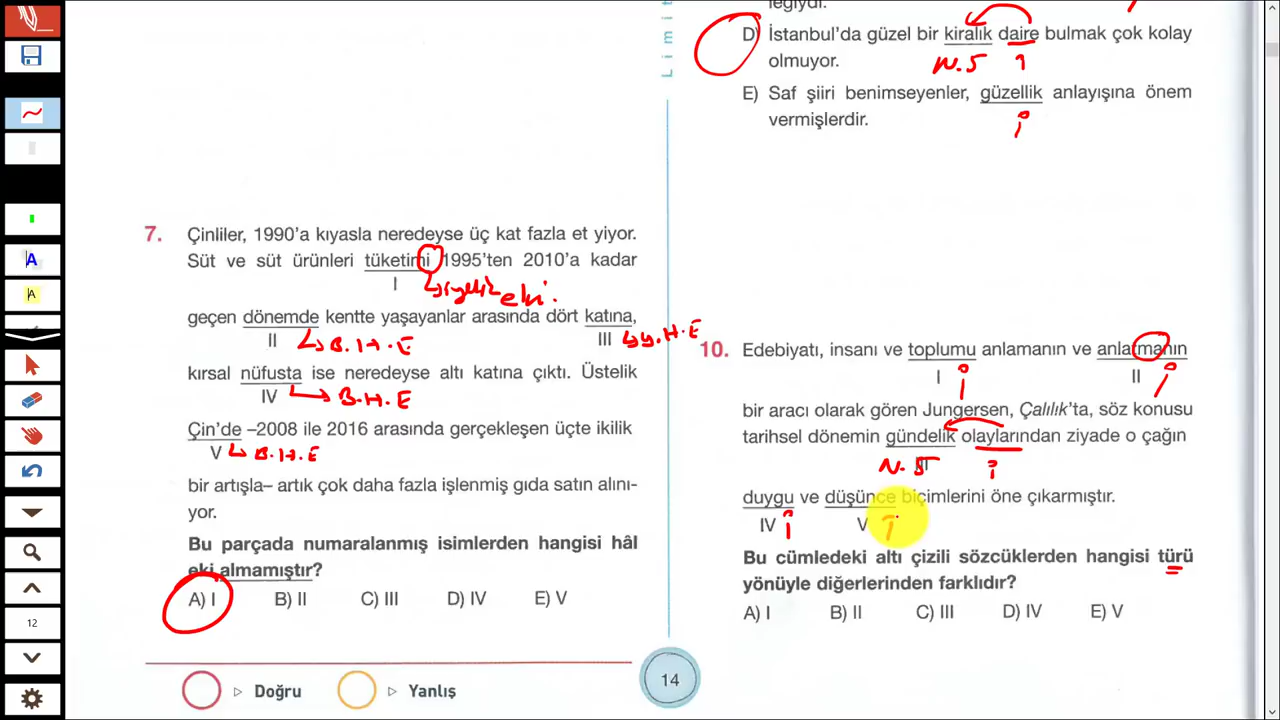 leğiydi.
D) İstanbul'da güzel bir kiralık daire bulmak çok kolay
olmuyor.
N.S i
E) Saf şiiri benimseyenler, güzellik anlayışına önem
vermişlerdir.
i
Limit
7. Çinliler, 1990'a kıyasla neredeyse üç kat fazla et yiyor.
Süt ve süt ürünleri tüketimi 1995'ten 2010'a kadar
I
iyelik eki.
geçen dönemde kentte yaşayanlar arasında dört katına,
II B.H.E III Y.H.E
kırsal nüfusta ise neredeyse altı katına çıktı. Üstelik
IV B.H.E
Çin'de –2008 ile 2016 arasında gerçekleşen üçte ikilik
V B.H.E
bir artışla– artık çok daha fazla işlenmiş gıda satın alını-
yor.
Bu parçada numaralanmış isimlerden hangisi hâl
eki almamıştır?
A) I B) II C) III D) IV E) V
10. Edebiyatı, insanı ve toplumu anlamanın ve anlatmanın
I i II i
bir aracı olarak gören Jungersen, Çalılık'ta, söz konusu
tarihsel dönemin gündelik olaylarından ziyade o çağın
N.S III i
duygu ve düşünce biçimlerini öne çıkarmıştır.
IV i V i
Bu cümledeki altı çizili sözcüklerden hangisi türü
yönüyle diğerlerinden farklıdır?
A) I B) II C) III D) IV E) V
Doğru Yanlış
14
A
A
12